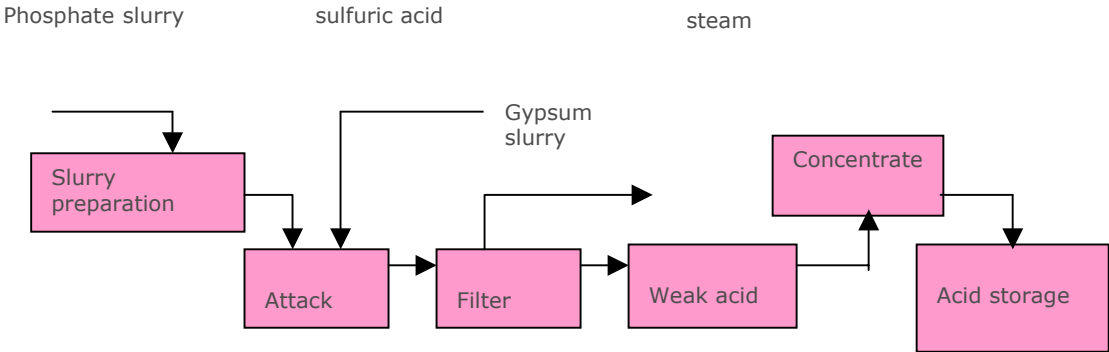 Phosphate slurry
sulfuric acid
steam
Gypsum
slurry
Concentrate
Slurry
preparation
Attack
Filter
Weak acid
Acid storage